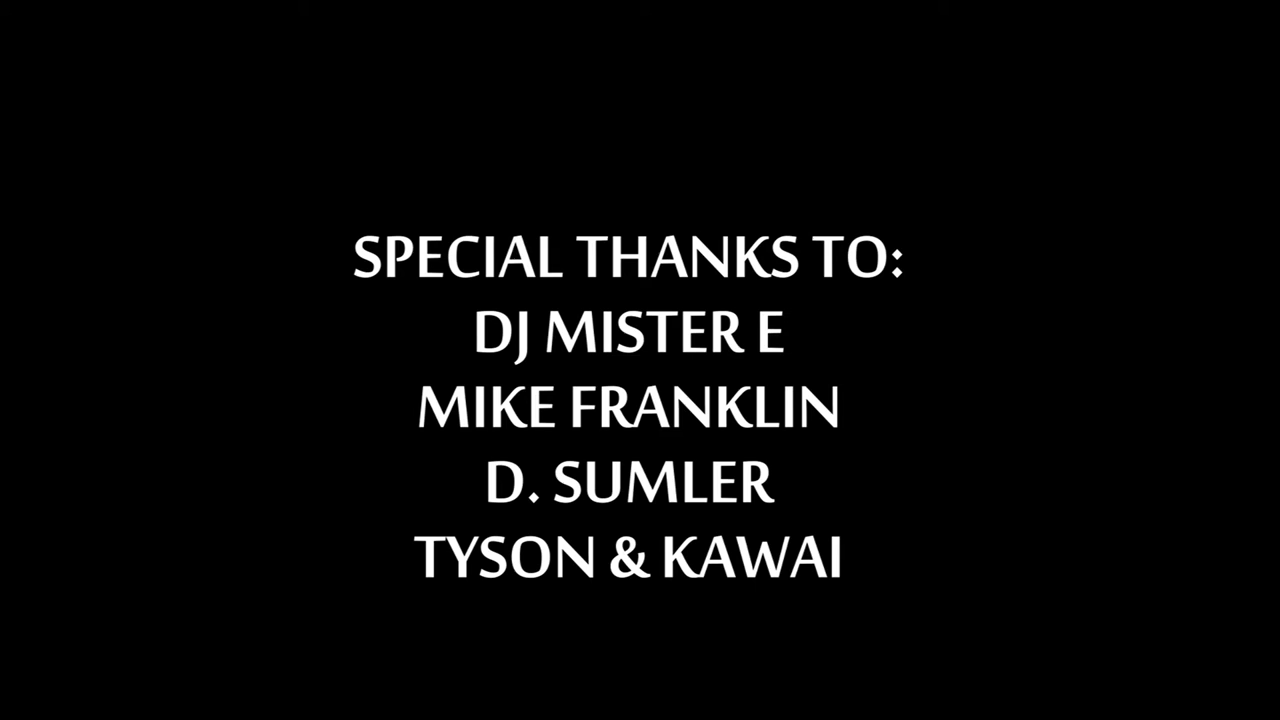 SPECIAL THANKS TO:
DJ MISTER E
MIKE FRANKLIN
D. SUMLER
TYSON & KAWAI